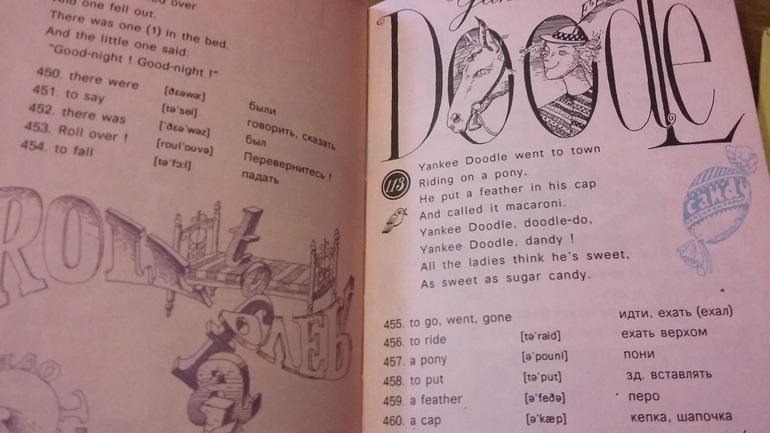 And one fell out.
There was one (1) in the bed.
And the little one said:
"Good-night ! Good-night !"
450. there were [ðɛəwə:] были
451. to say [tə'sei] говорить, сказать
452. there was ['ðɛə'wəz] был
453. Roll over ! [roul'ouvə] Перевернитесь !
454. to fall [tə'fɔ:l] падать
ROLL
to
Doodle
113
Yankee Doodle went to town
Riding on a pony,
He put a feather in his cap
And called it macaroni.
Yankee Doodle, doodle-do,
Yankee Doodle, dandy !
All the ladies think he's sweet,
As sweet as sugar candy.
455. to go, went, gone идти, ехать (ехал)
456. to ride [tə'raid] ехать верхом
457. a pony [ə'pouni] пони
458. to put [tə'put] зд. вставлять
459. a feather [ə'feðə] перо
460. a cap [ə'kæp] кепка, шапочка